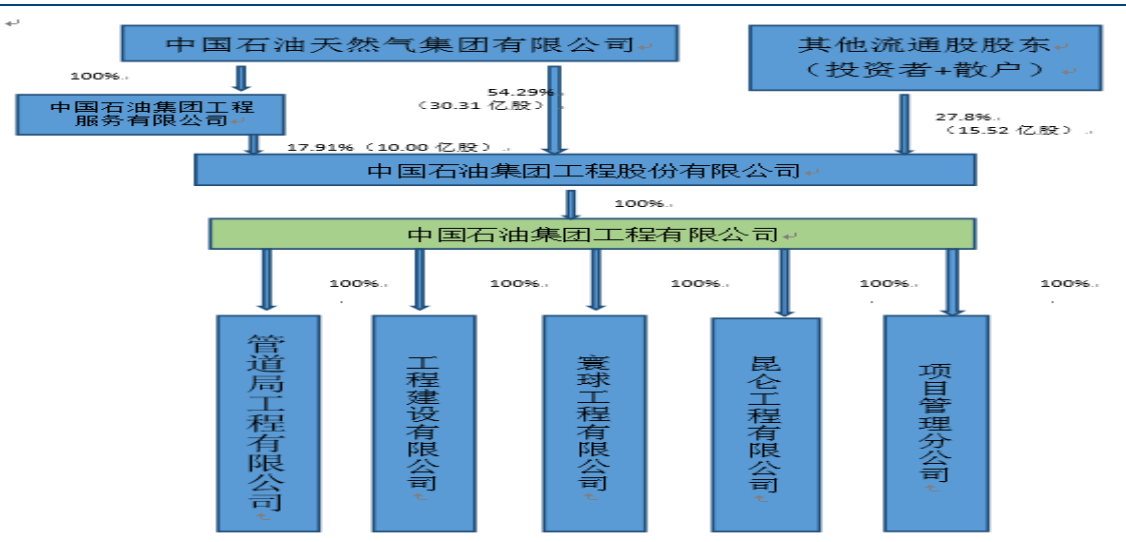 中国石油天然气集团有限公司
其他流通股股东
（投资者+散户）
100%
中国石油集团工程
服务有限公司
54.29%
（30.31 亿股）
27.8%
（15.52 亿股）
17.91%（10.00 亿股）
中国石油集团工程股份有限公司
100%
中国石油集团工程有限公司
100%
100%
100%
100%
100%
管道局工程有限公司
工程建设有限公司
寰球工程有限公司
昆仑工程有限公司
项目管理分公司